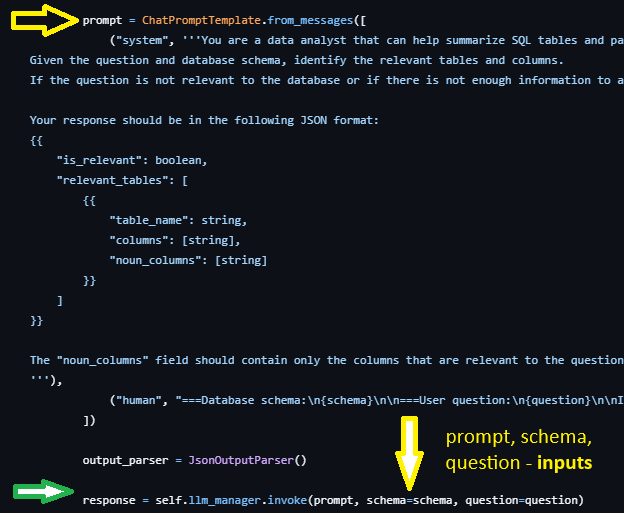 prompt = ChatPromptTemplate.from_messages([
("system", '''You are a data analyst that can help summarize SQL tables and pa
Given the question and database schema, identify the relevant tables and columns.
If the question is not relevant to the database or if there is not enough information to a
Your response should be in the following JSON format:
{{
"is_relevant": boolean,
"relevant_tables": [
{{
"table_name": string,
"columns": [string],
"noun_columns": [string]
}}
]
}}
The "noun_columns" field should contain only the columns that are relevant to the question
'''),
("human", "===Database schema:\n{schema}\n\n===User question:\n{question}\n\nI
])
output_parser = JsonOutputParser()
prompt, schema,
question - inputs
response = self.llm_manager.invoke(prompt, schema=schema, question=question)